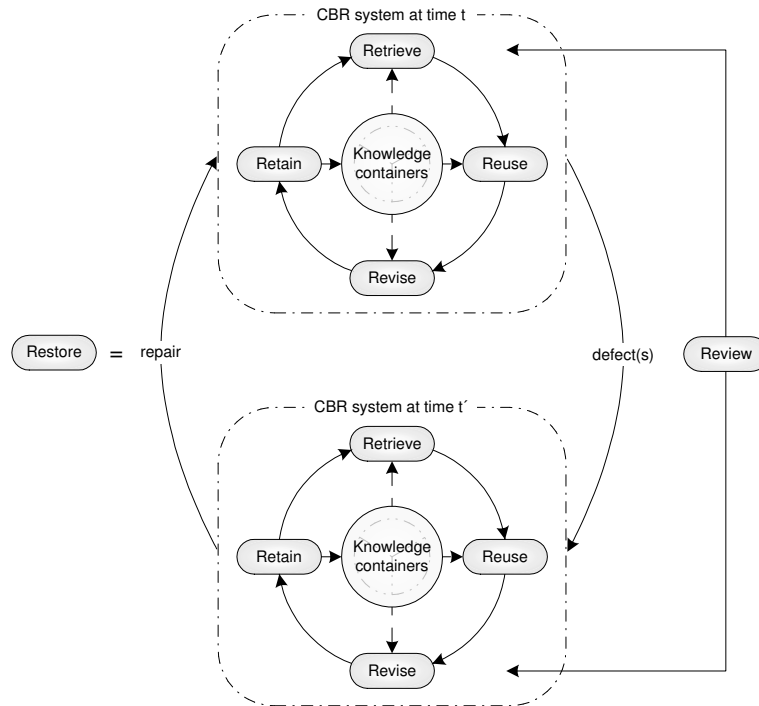 CBR system at time t
Retrieve
Retain
Knowledge
containers
Reuse
Revise
Restore
=
repair
defect(s)
Review
CBR system at time t´
Retrieve
Retain
Knowledge
containers
Reuse
Revise